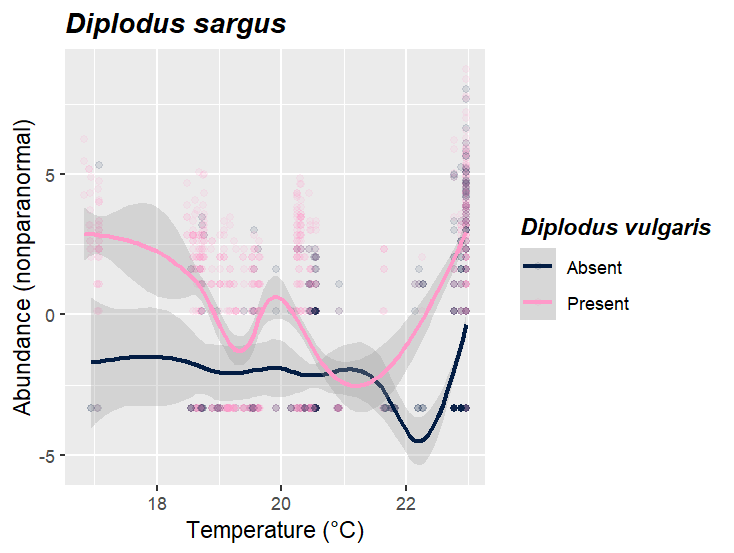 Diplodus sargus
Abundance (nonparanormal)
5
0
-5
18
20
22
Temperature (°C)
Diplodus vulgaris
Absent
Present